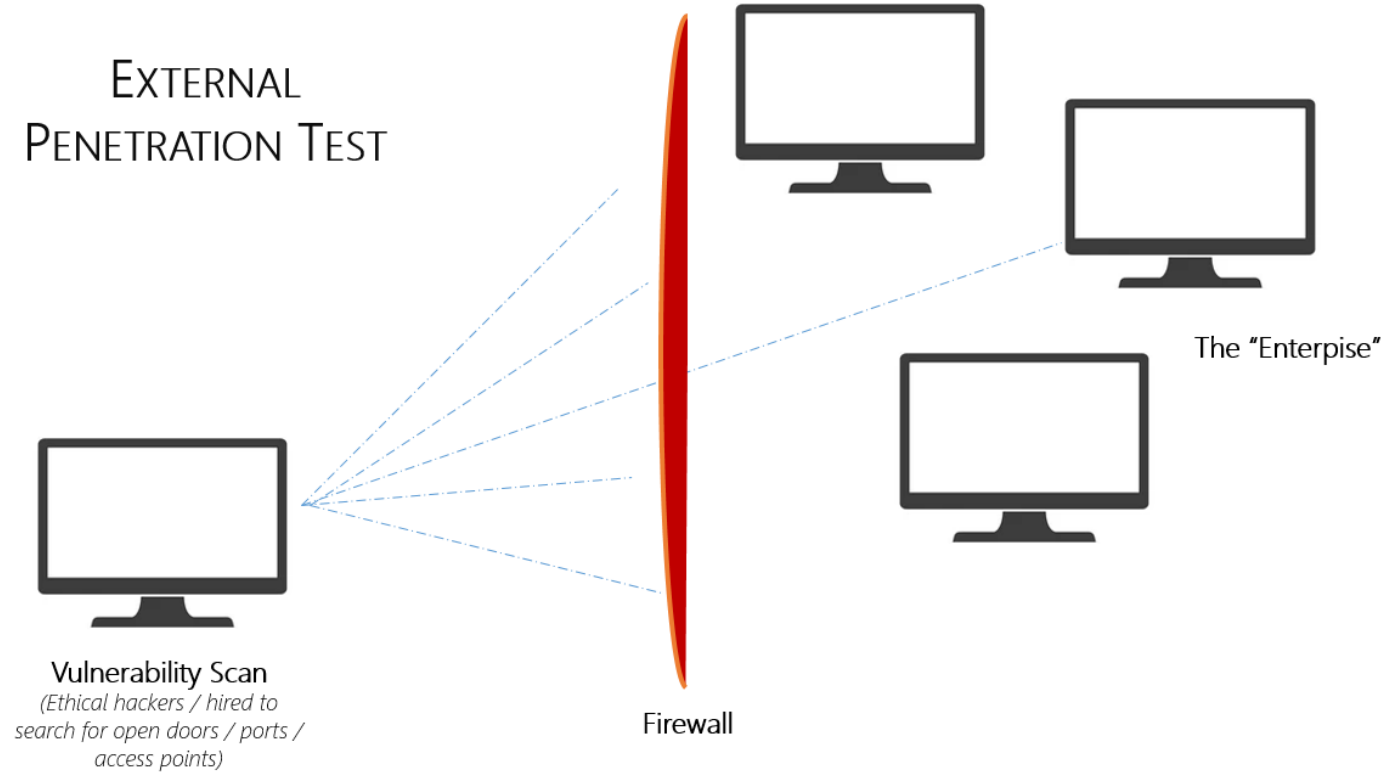 EXTERNAL
PENETRATION TEST
The “Enterpise”
Vulnerability Scan
(Ethical hackers / hired to
search for open doors / ports /
access points)
Firewall